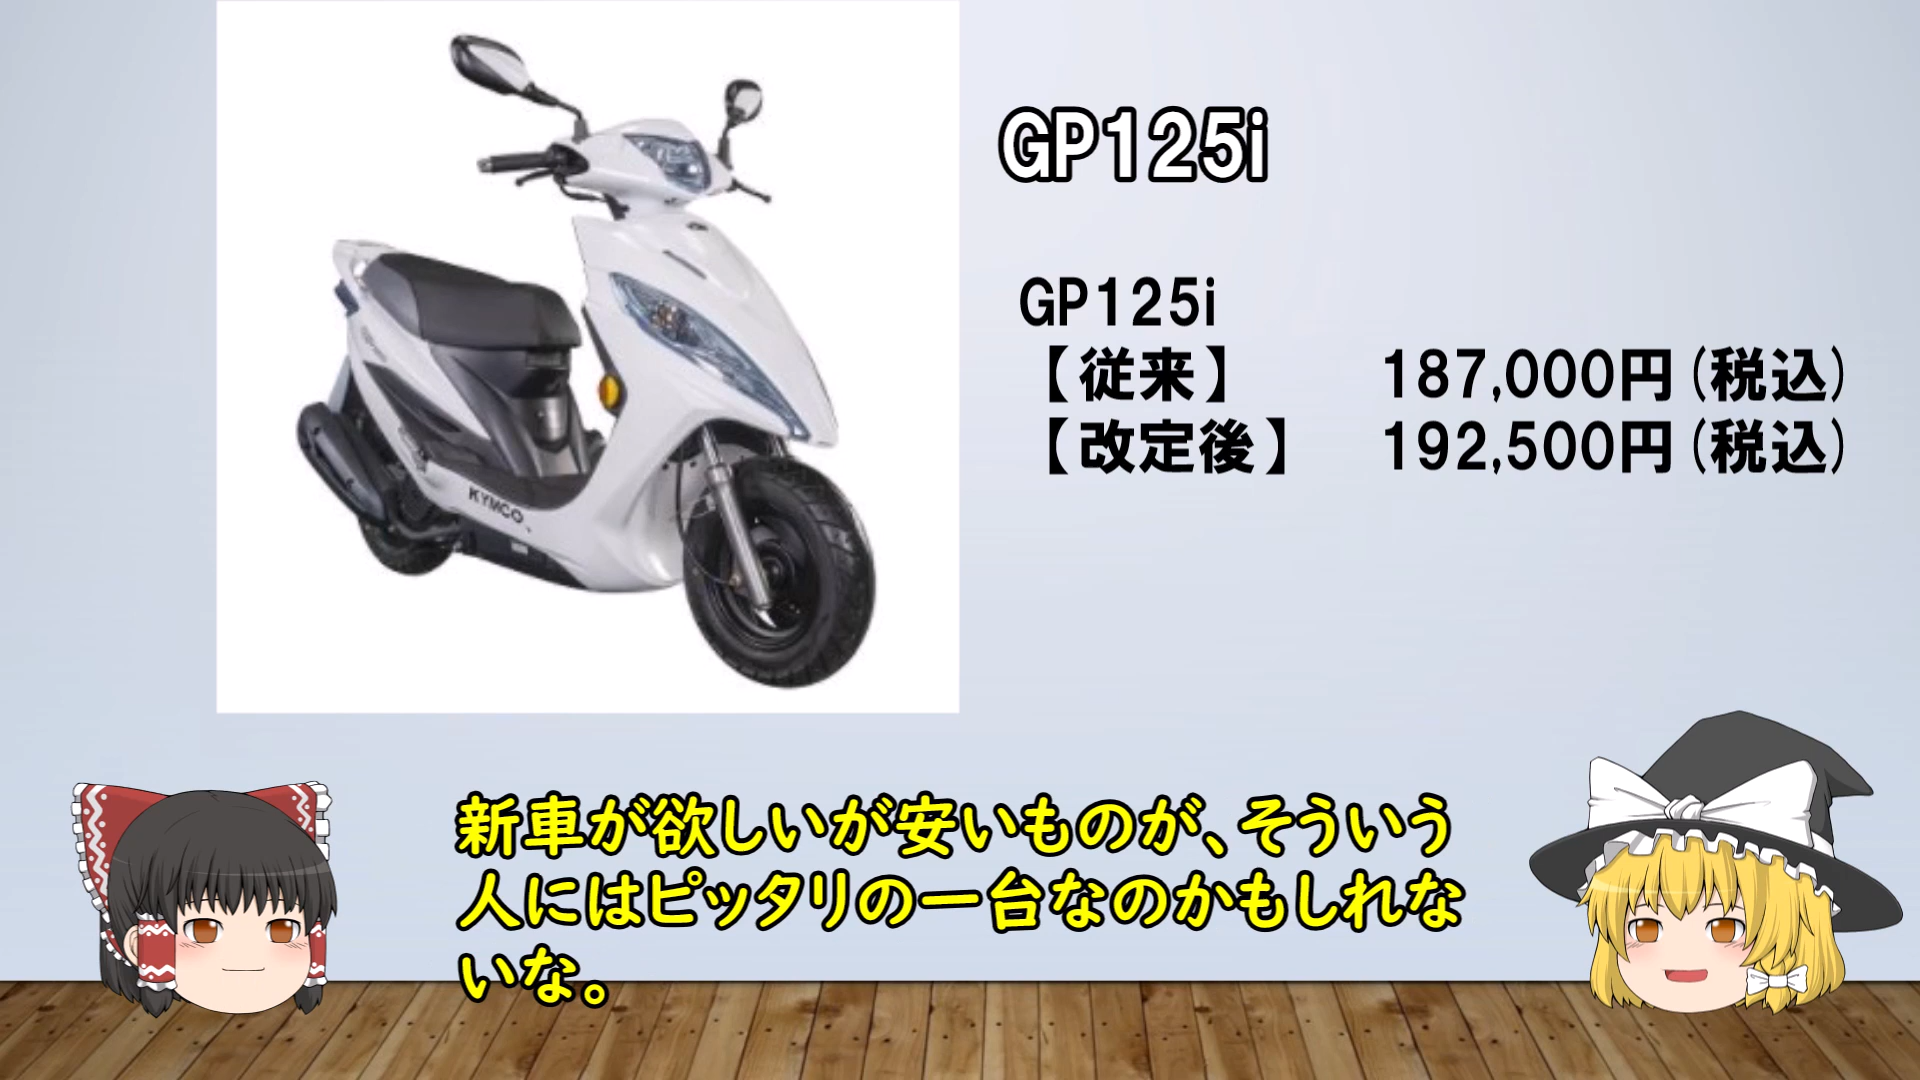 GP125i
GP125i
【従来】 187,000円(税込)
【改定後】 192,500円(税込)
KYMCO
新車が欲しいが安いものが、そういう
人にはピッタリの一台なのかもしれな
いな。